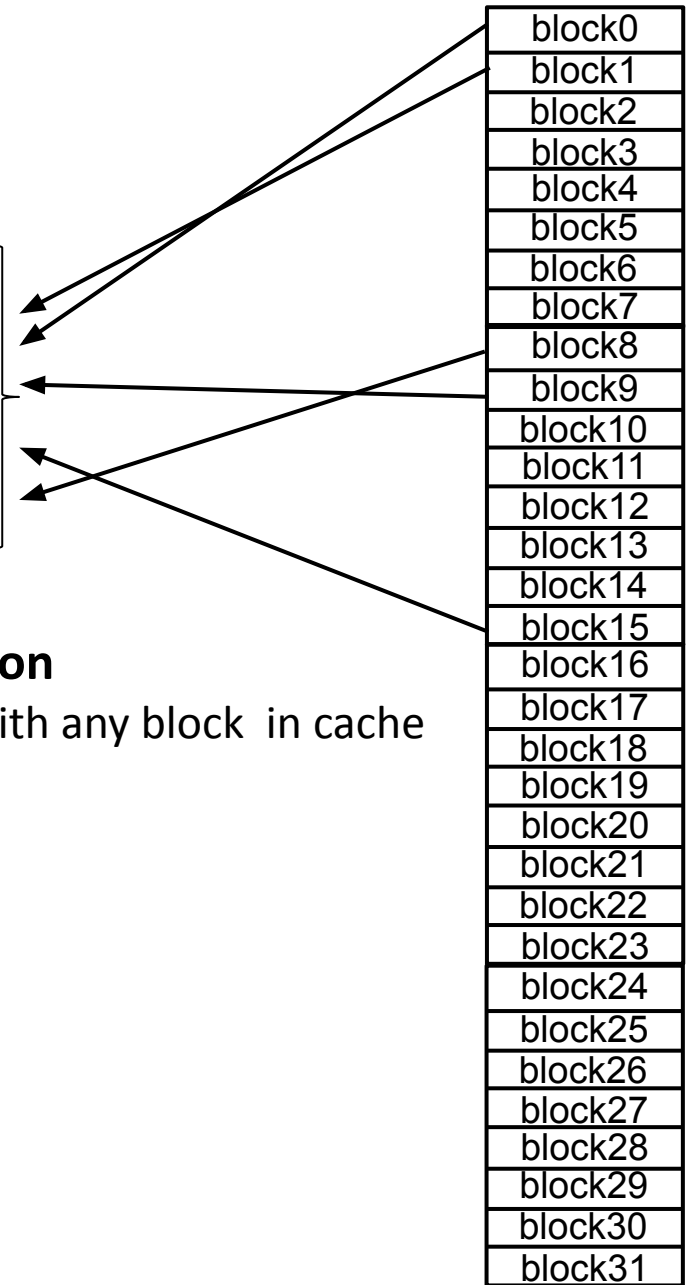 block0
block1
block2
block3
block4
block5
block6
block7
block8
block9
block10
block11
block12
block13
block14
block15
on
ith any block in cache
block16
block17
block18
block19
block20
block21
block22
block23
block24
block25
block26
block27
block28
block29
block30
block31